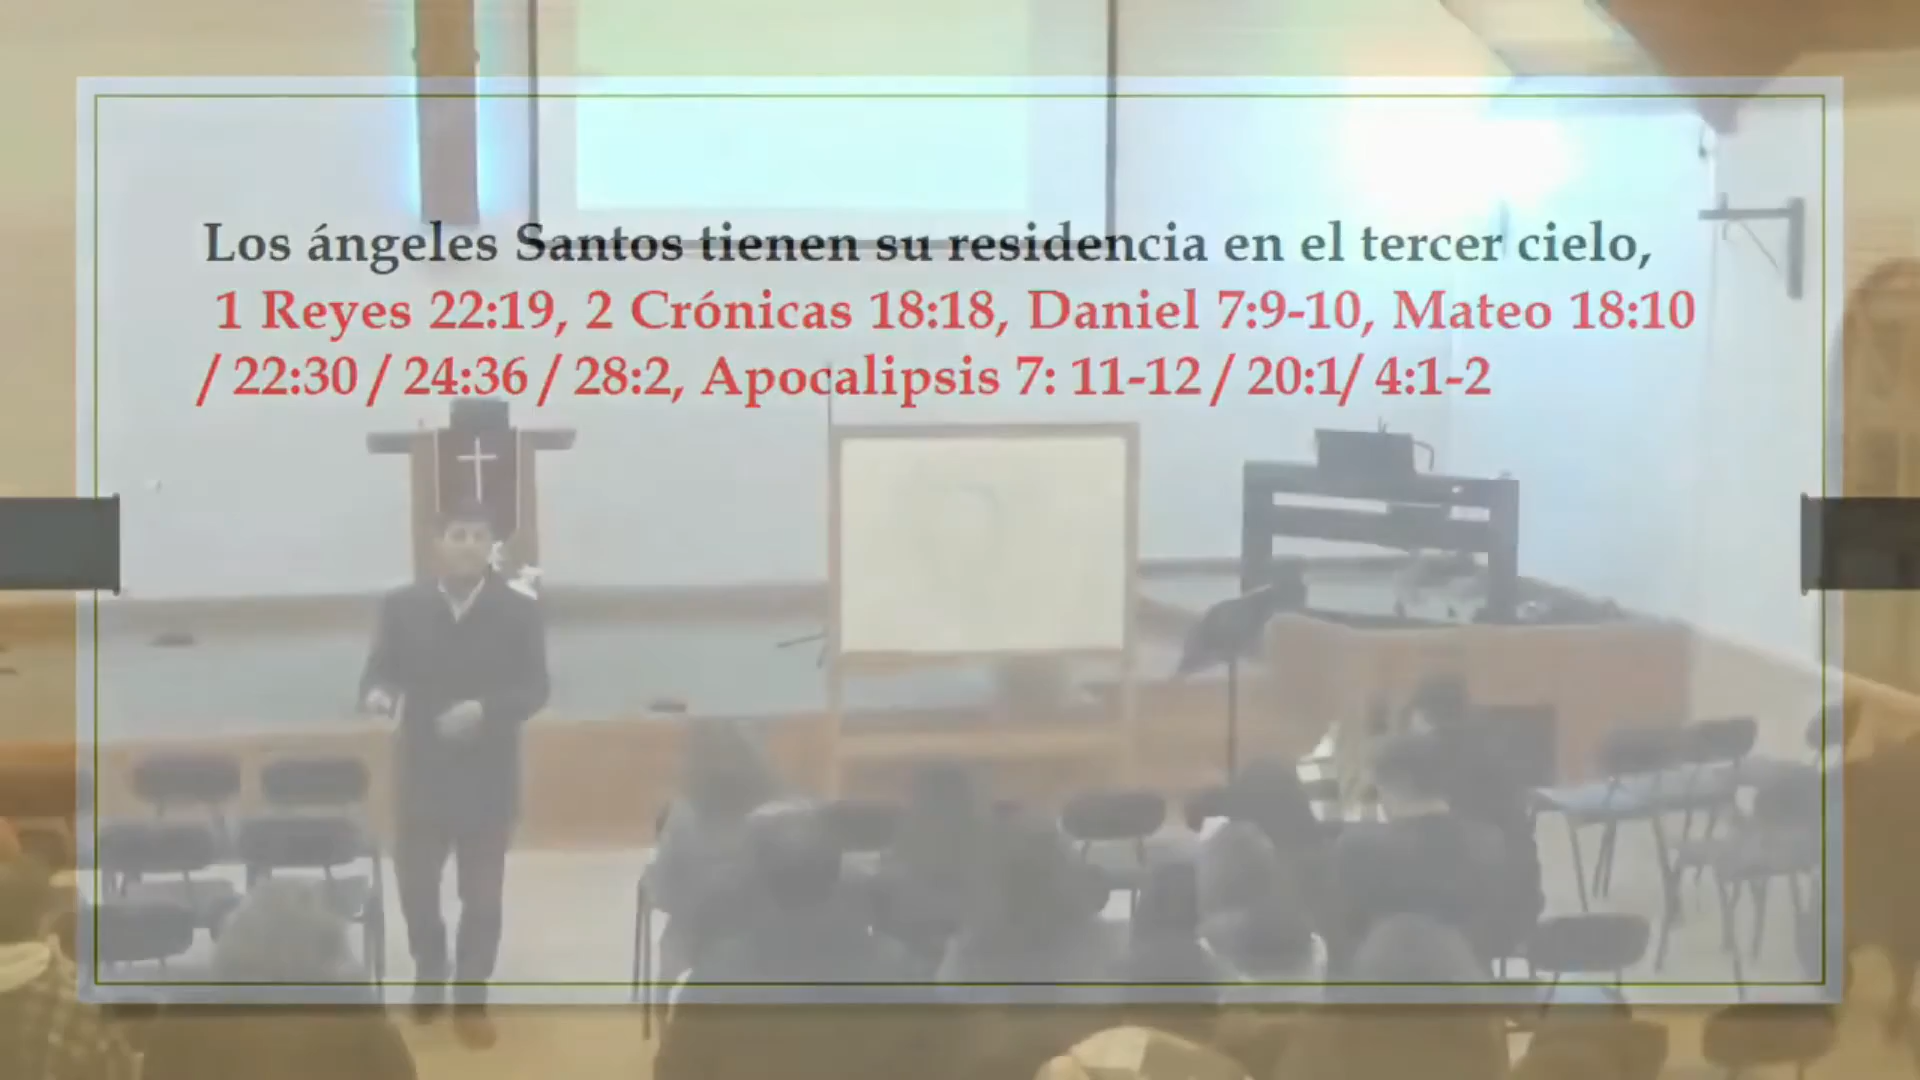 Los ángeles Santos tienen su residencia en el tercer cielo,
1 Reyes 22:19, 2 Crónicas 18:18, Daniel 7:9-10, Mateo 18:10
/ 22:30 / 24:36 / 28:2, Apocalipsis 7: 11-12 / 20:1/ 4:1-2